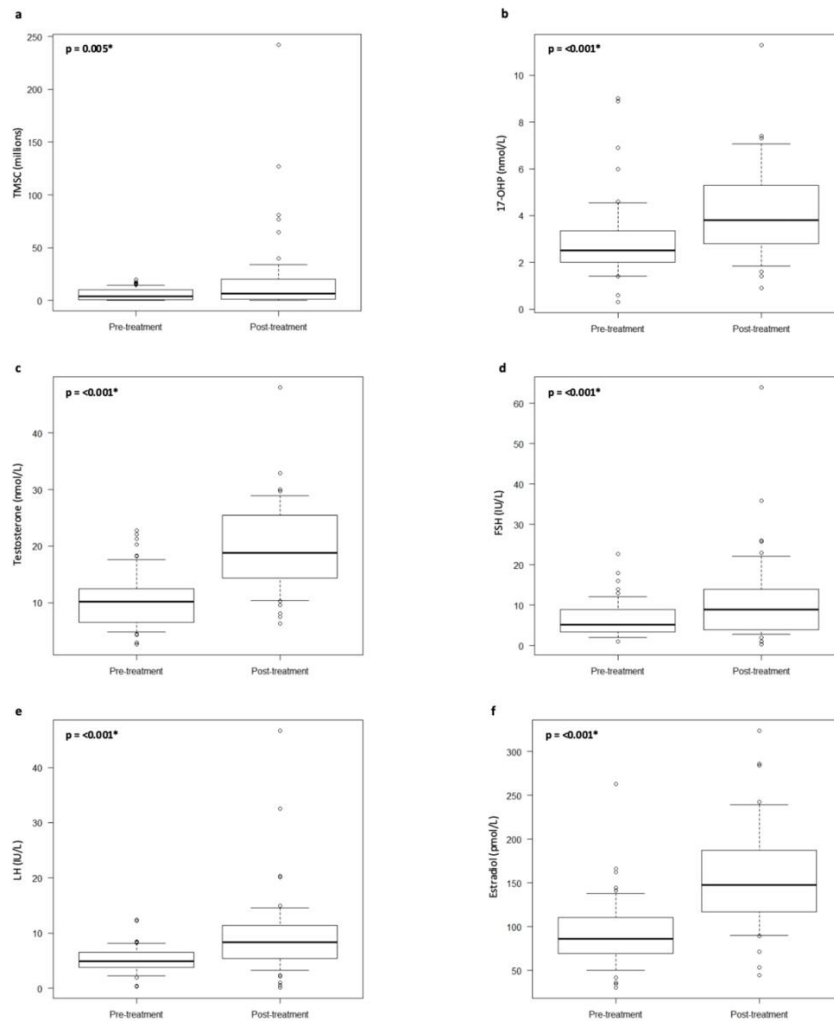 a
p = 0.005*
TMSC (millions)
250
200
150
100
50
0
Pre-treatment Post-treatment
b
p = <0.001*
17-OHP (nmol/L)
10
8
6
4
2
0
Pre-treatment Post-treatment
c
p = <0.001*
Testosterone (nmol/L)
40
30
20
10
Pre-treatment Post-treatment
d
p = <0.001*
FSH (IU/L)
60
50
40
30
20
10
0
Pre-treatment Post-treatment
e
p = <0.001*
LH (IU/L)
40
30
20
10
0
Pre-treatment Post-treatment
f
p = <0.001*
Estradiol (pmol/L)
300
250
200
150
100
50
Pre-treatment Post-treatment